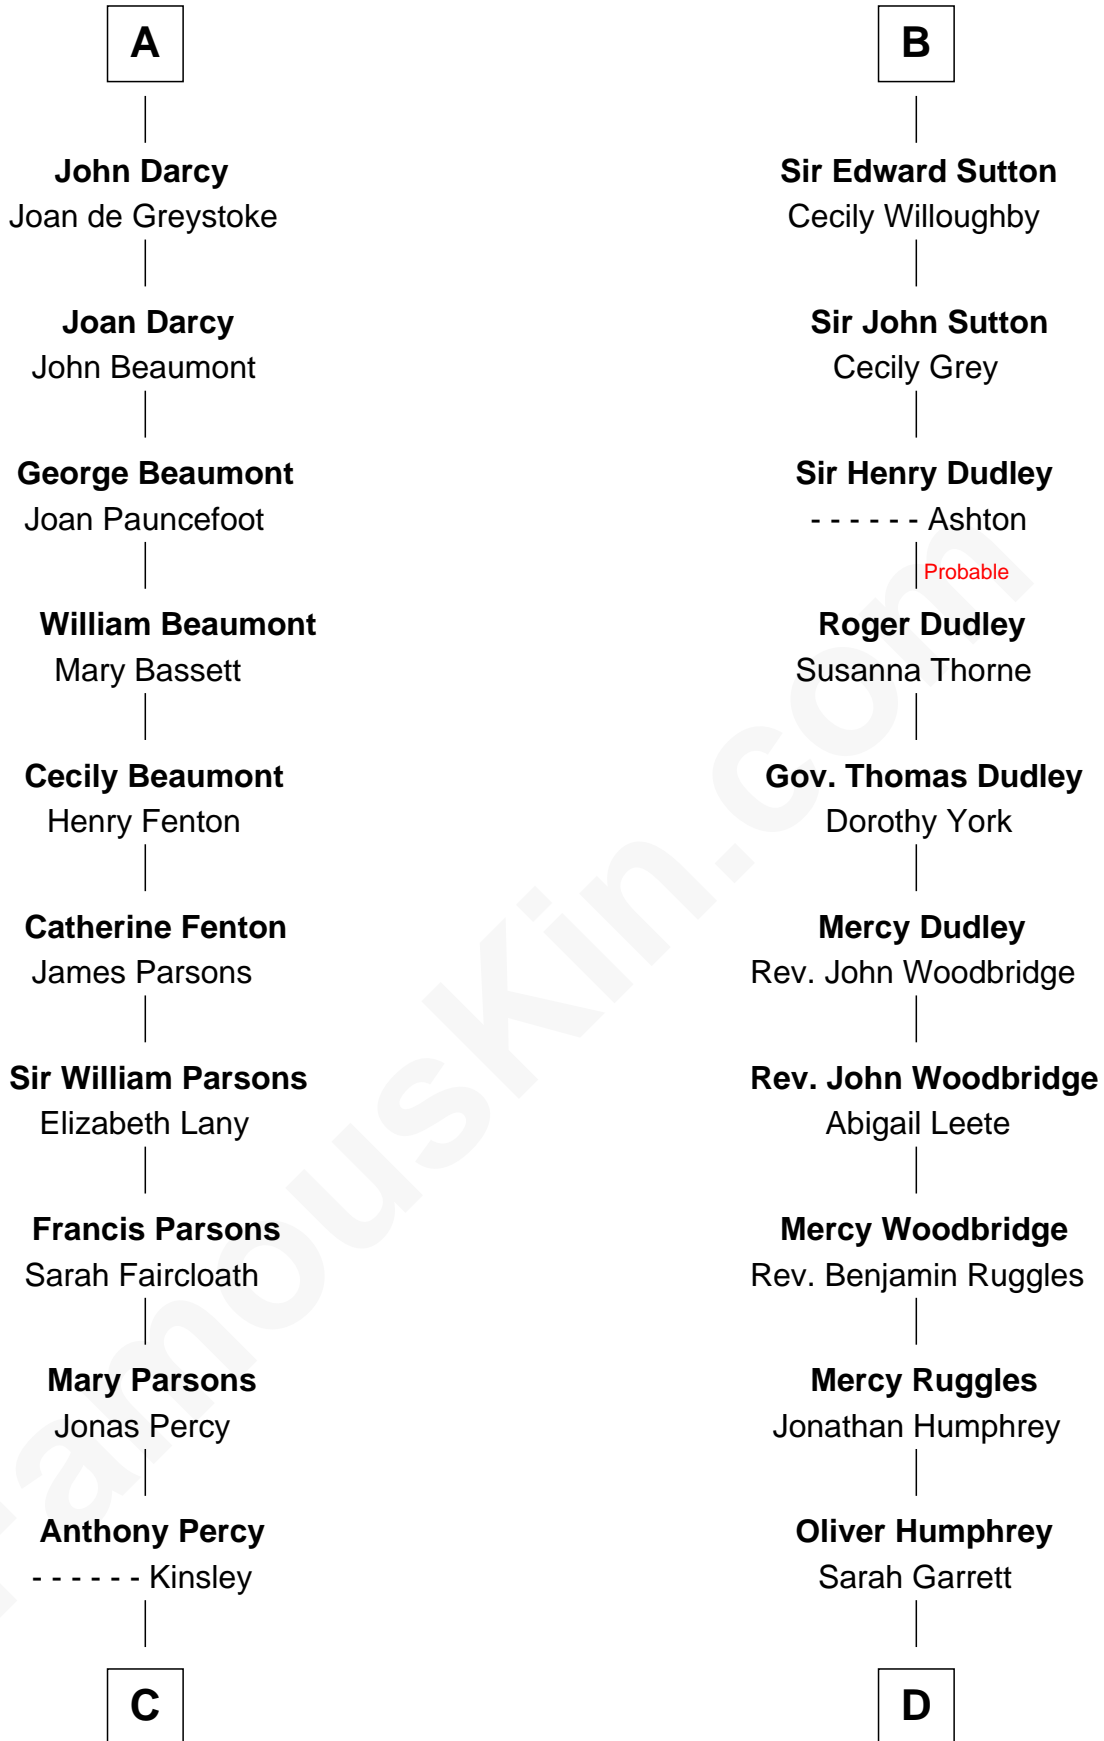 A
John Darcy
Joan de Greystoke
Joan Darcy
John Beaumont
George Beaumont
Joan Pauncefoot
William Beaumont
Mary Bassett
Cecily Beaumont
Henry Fenton
Catherine Fenton
James Parsons
Sir William Parsons
Elizabeth Lany
Francis Parsons
Sarah Faircloath
Mary Parsons
Jonas Percy
Anthony Percy
- - - - - - Kinsley
C
B
Sir Edward Sutton
Cecily Willoughby
Sir John Sutton
Cecily Grey
Sir Henry Dudley
- - - - - - Ashton
Probable
Roger Dudley
Susanna Thorne
Gov. Thomas Dudley
Dorothy York
Mercy Dudley
Rev. John Woodbridge
Rev. John Woodbridge
Abigail Leete
Mercy Woodbridge
Rev. Benjamin Ruggles
Mercy Ruggles
Jonathan Humphrey
Oliver Humphrey
Sarah Garrett
D
FamousKin.com